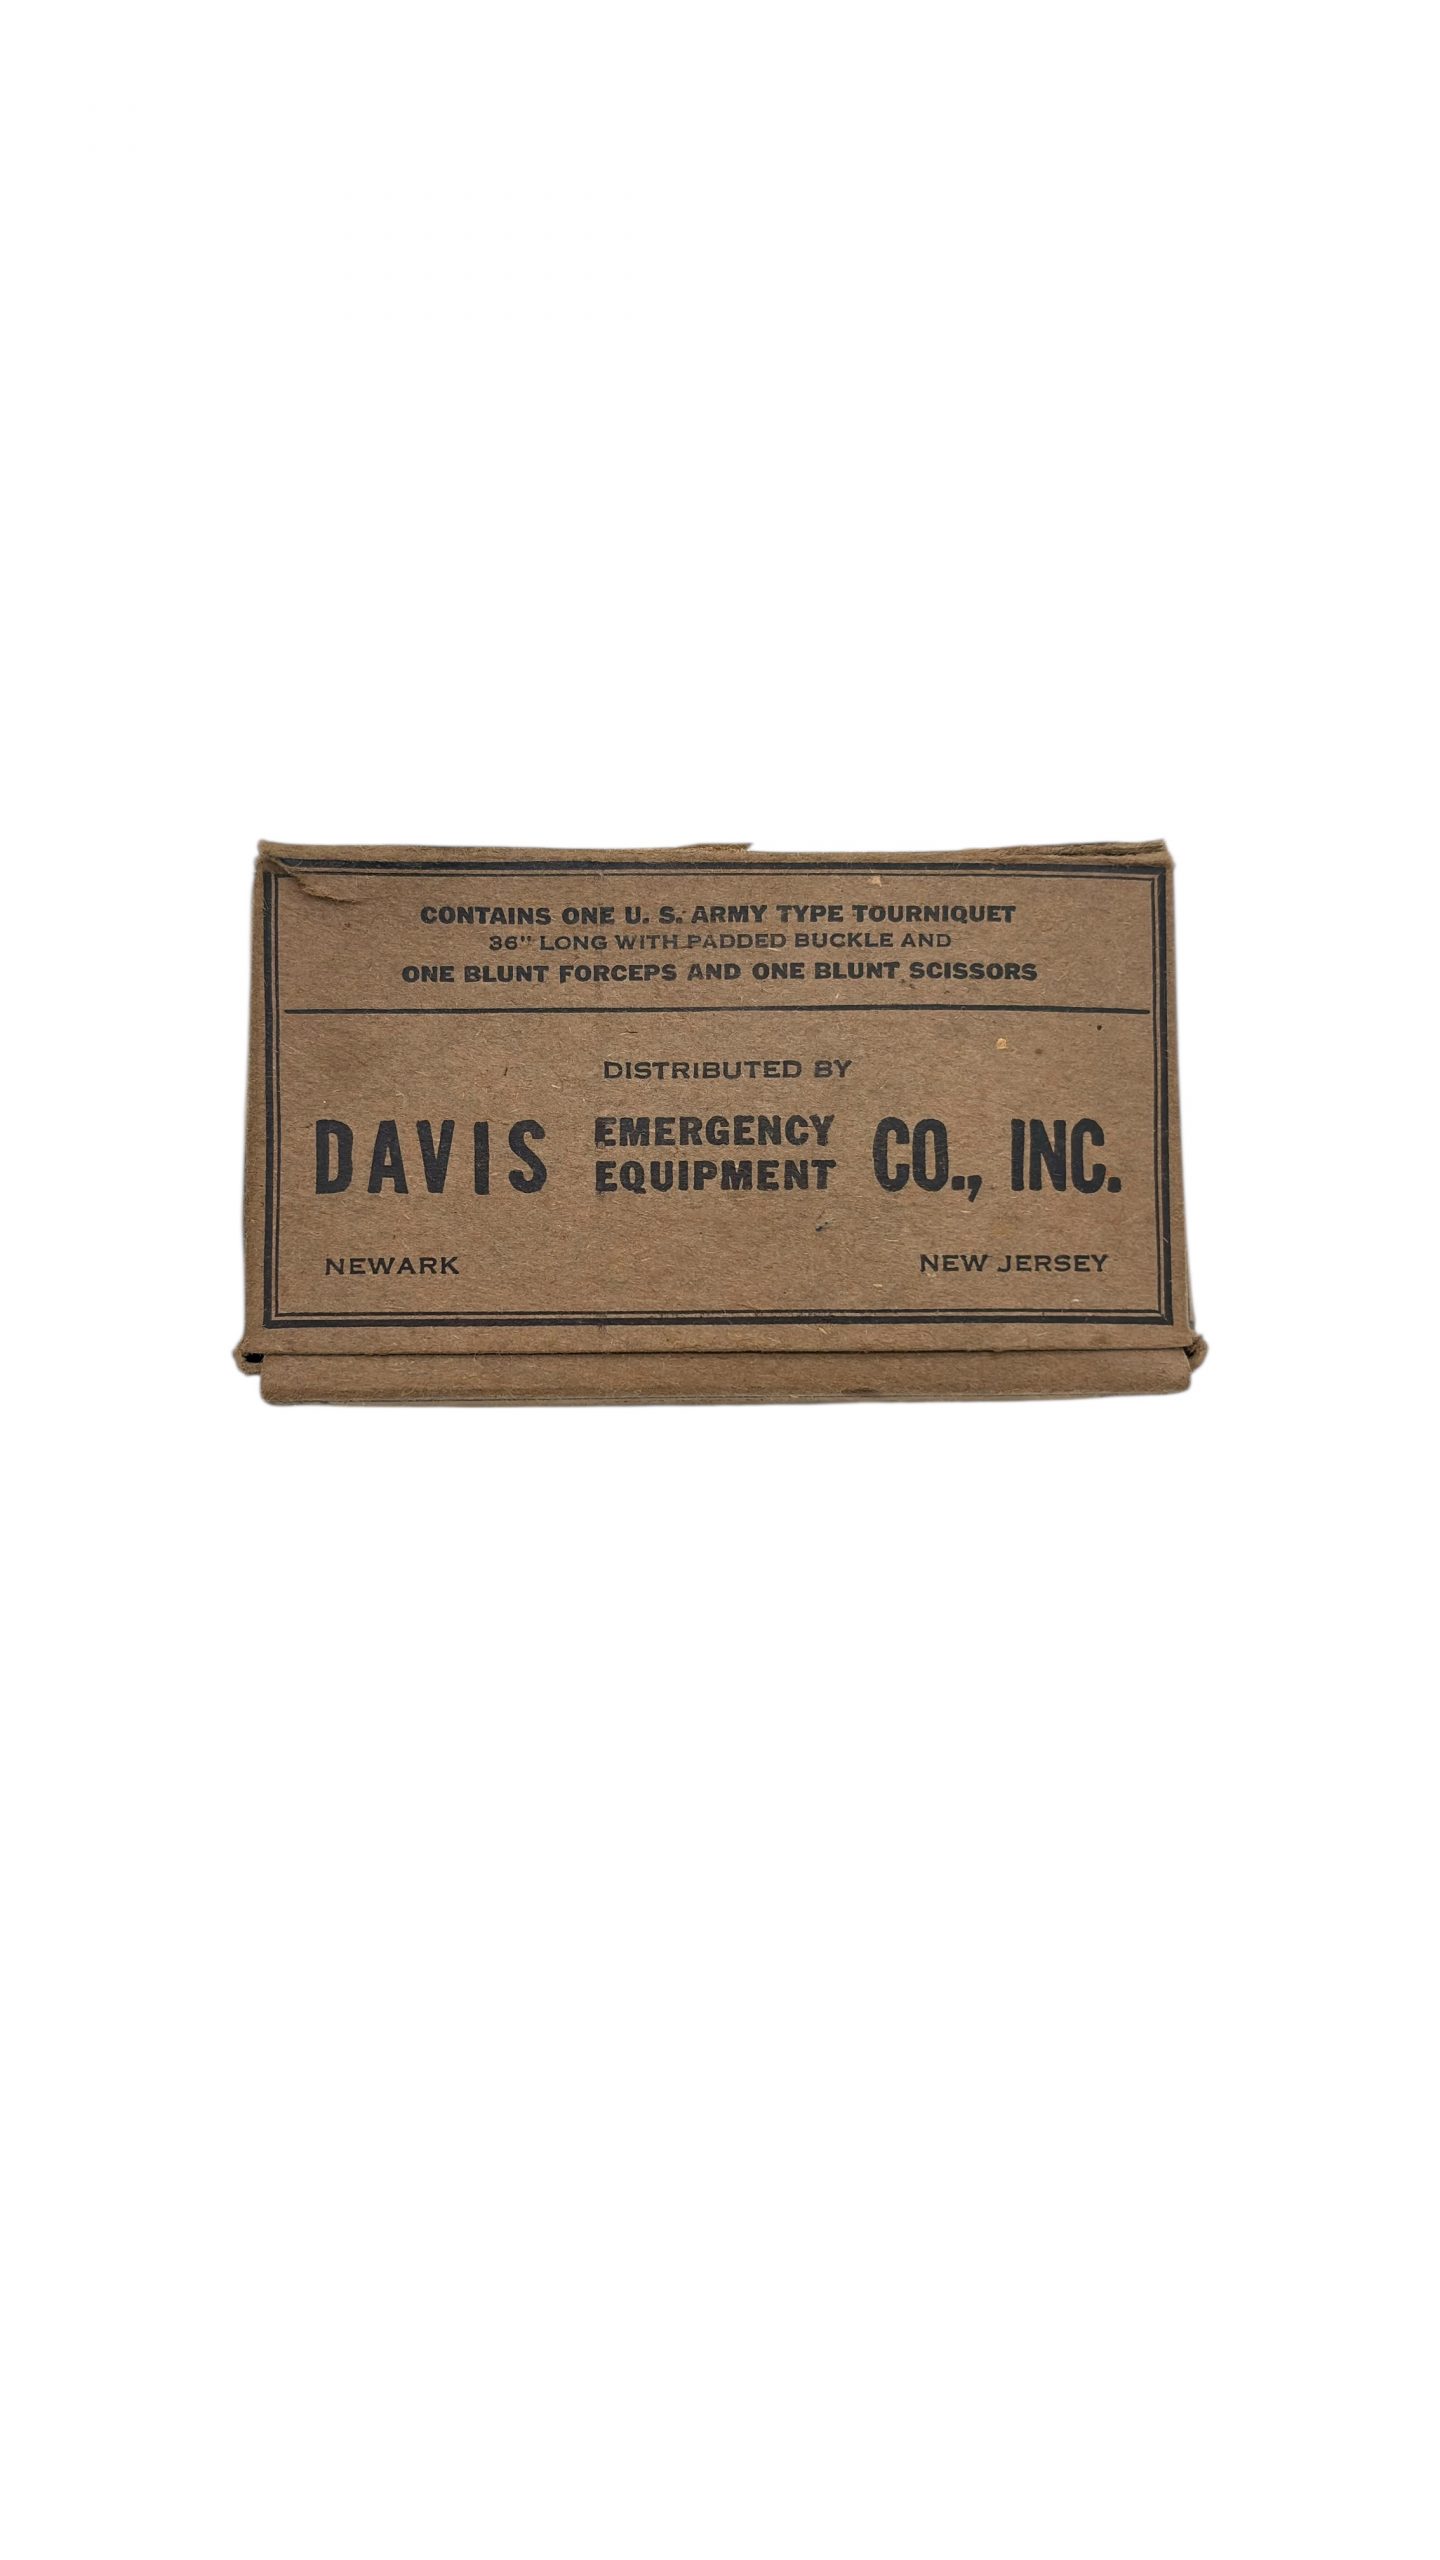 CONTAINS ONE U. S. ARMY TYPE TOURNIQUET
36" LONG WITH PADDED BUCKLE AND
ONE BLUNT FORCEPS AND ONE BLUNT SCISSORS
DISTRIBUTED BY
DAVIS EMERGENCY EQUIPMENT CO., INC.
NEWARK NEW JERSEY